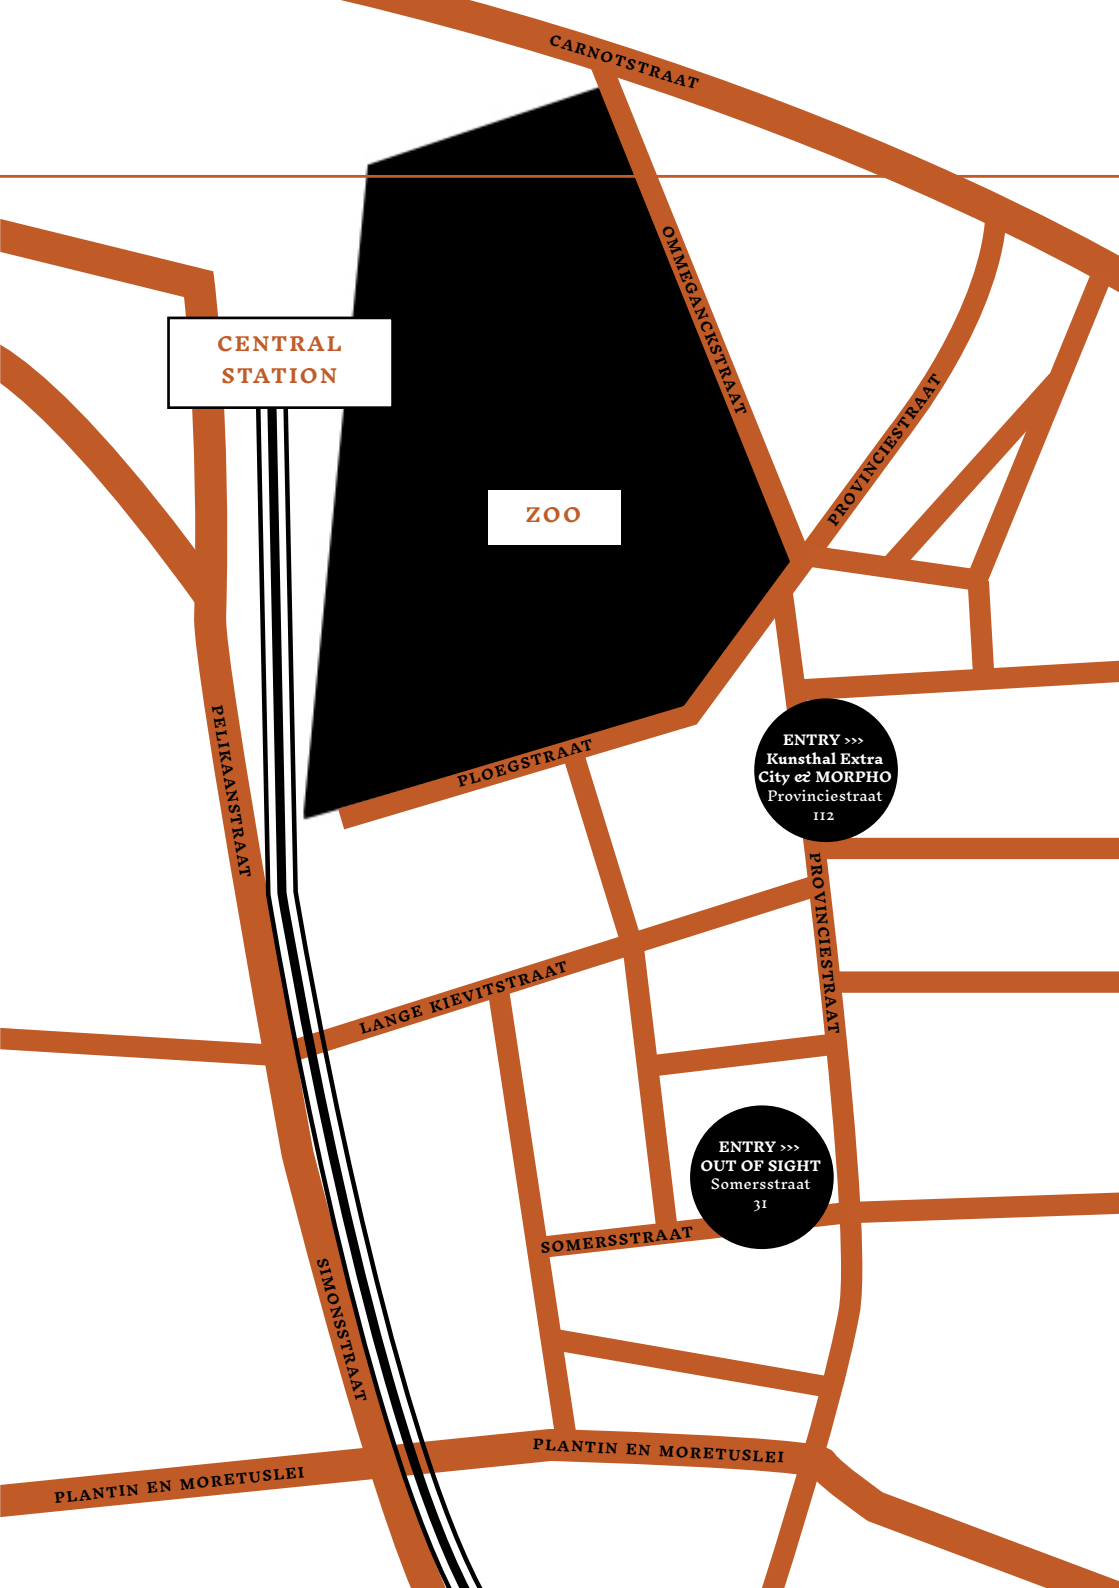 CARNOTSTRAAT
OMMEGANCKSTRAAT
CENTRAL
STATION
PROVINCIESTRAAT
ZOO
PELIKAANSTRAAT
PLOEGSTRAAT
ENTRY >>>
Kunsthal Extra
City & MORPHO
Provinciestraat
112
PROVINCIESTRAAT
LANGE KIEVITSTRAAT
ENTRY >>>
OUT OF SIGHT
Somersstraat
31
SOMERSSTRAAT
SIMONSSTRAAT
PLANTIN EN MORETUSLEI
PLANTIN EN MORETUSLEI